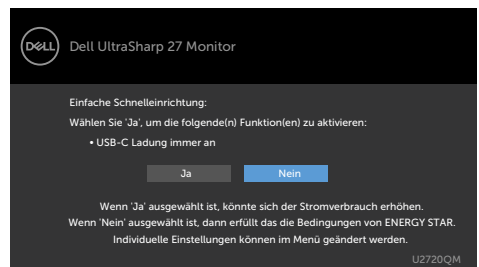 DELL
Dell UltraSharp 27 Monitor
Einfache Schnelleinrichtung:
Wählen Sie 'Ja', um die folgende(n) Funktion(en) zu aktivieren:
• USB-C Ladung immer an
Ja
Nein
Wenn 'Ja' ausgewählt ist, könnte sich der Stromverbrauch erhöhen.
Wenn 'Nein' ausgewählt ist, dann erfüllt das die Bedingungen von ENERGY STAR.
Individuelle Einstellungen können im Menü geändert werden.
U2720QM